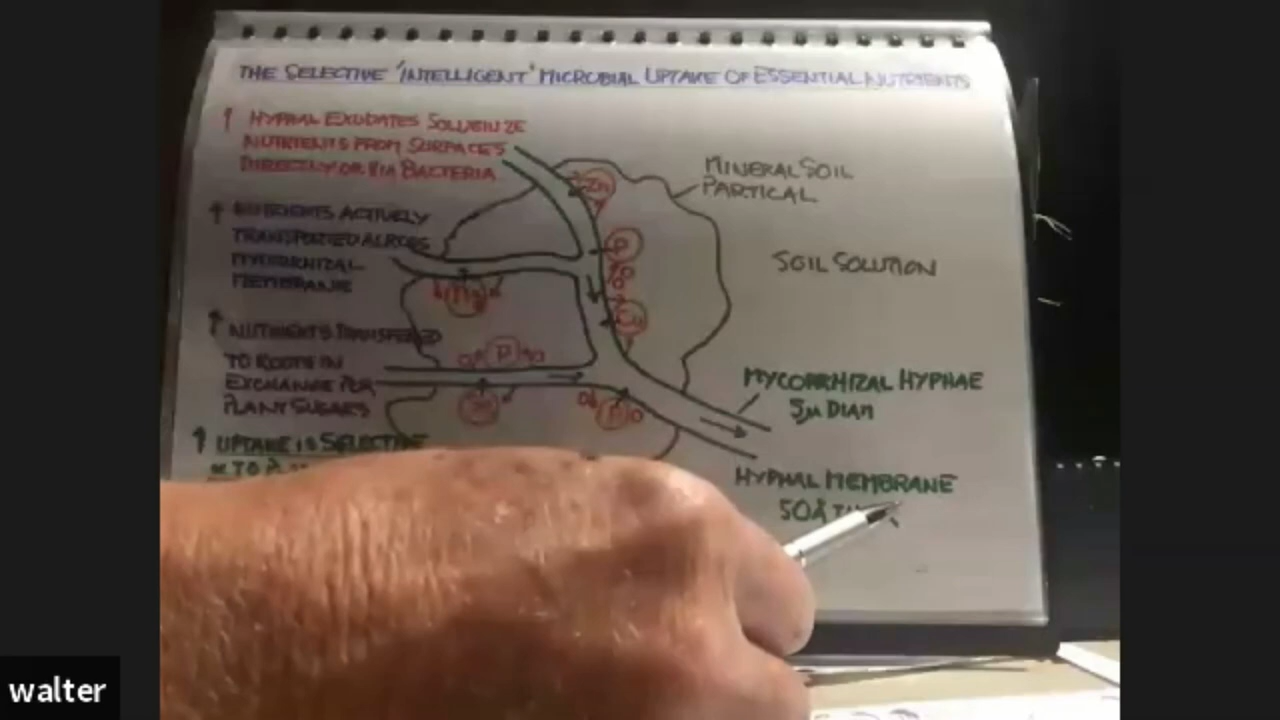 THE SELECTIVE 'INTELLIGENT' MICROBIAL UPTAKE OF ESSENTIAL NUTRIENTS
↑ HYPHAL EXUDATES SOLUBILIZE
NUTRIENTS FROM SURFACES
DIRECTLY OR VIA BACTERIA
↑ NUTRIENTS ACTIVELY
TRANSPORTED ACROSS
MYCORRHIZAL
MEMBRANE
↑ NUTRIENTS TRANSFERED
TO ROOTS IN
EXCHANGE FOR
PLANT SUGARS
↑ UPTAKE IS SELECTIVE
MINERAL SOIL
PARTICAL
SOIL SOLUTION
Zn
P
Cu
Mg
P
P
MYCORRHIZAL HYPHAE
5µ DIAM
HYPHAL MEMBRANE
50Å
walter